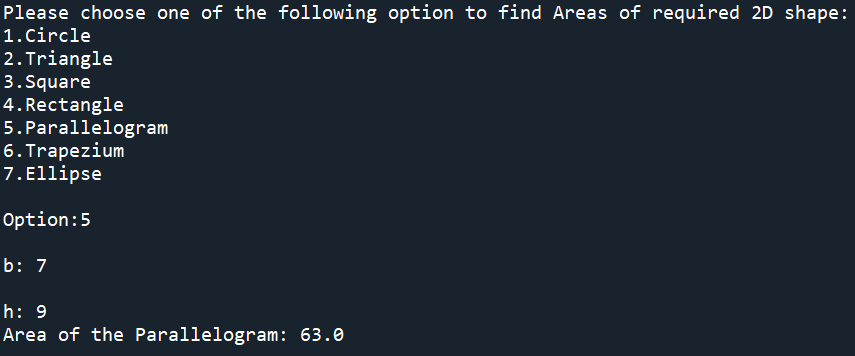 Please choose one of the following option to find Areas of required 2D shape:
1.Circle
2.Triangle
3.Square
4.Rectangle
5.Parallelogram
6.Trapezium
7.Ellipse
Option:5
b: 7
h: 9
Area of the Parallelogram: 63.0